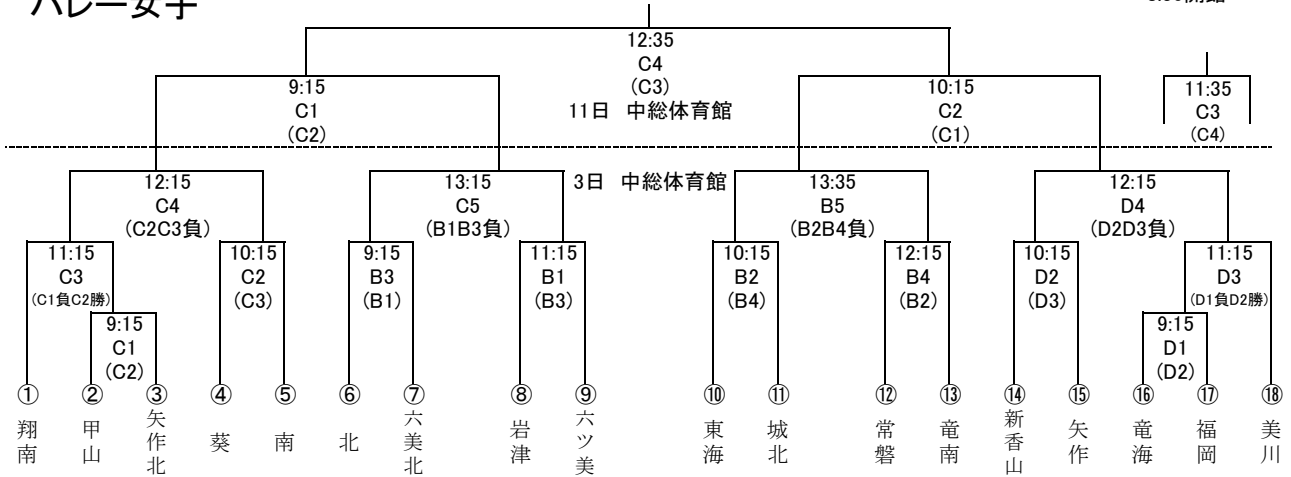 バレー女子
12:35
C4
(C3)
11日 中総体育館
9:15
C1
(C2)
10:15
C2
(C1)
11:35
C3
(C4)
3日 中総体育館
12:15
C4
(C2C3負)
13:15
C5
(B1B3負)
13:35
B5
(B2B4負)
12:15
D4
(D2D3負)
11:15
C3
(C1負C2勝)
10:15
C2
(C3)
9:15
B3
(B1)
11:15
B1
(B3)
10:15
B2
(B4)
12:15
B4
(B2)
10:15
D2
(D3)
11:15
D3
(D1負D2勝)
9:15
C1
(C2)
9:15
D1
(D2)
① 翔南
② 甲山
③ 矢作北
④ 葵
⑤ 南
⑥ 北
⑦ 六美北
⑧ 岩津
⑨ 六ツ美
⑩ 東海
⑪ 城北
⑫ 常磐
⑬ 竜南
⑭ 新香山
⑮ 矢作
⑯ 竜海
⑰ 福岡
⑱ 美川